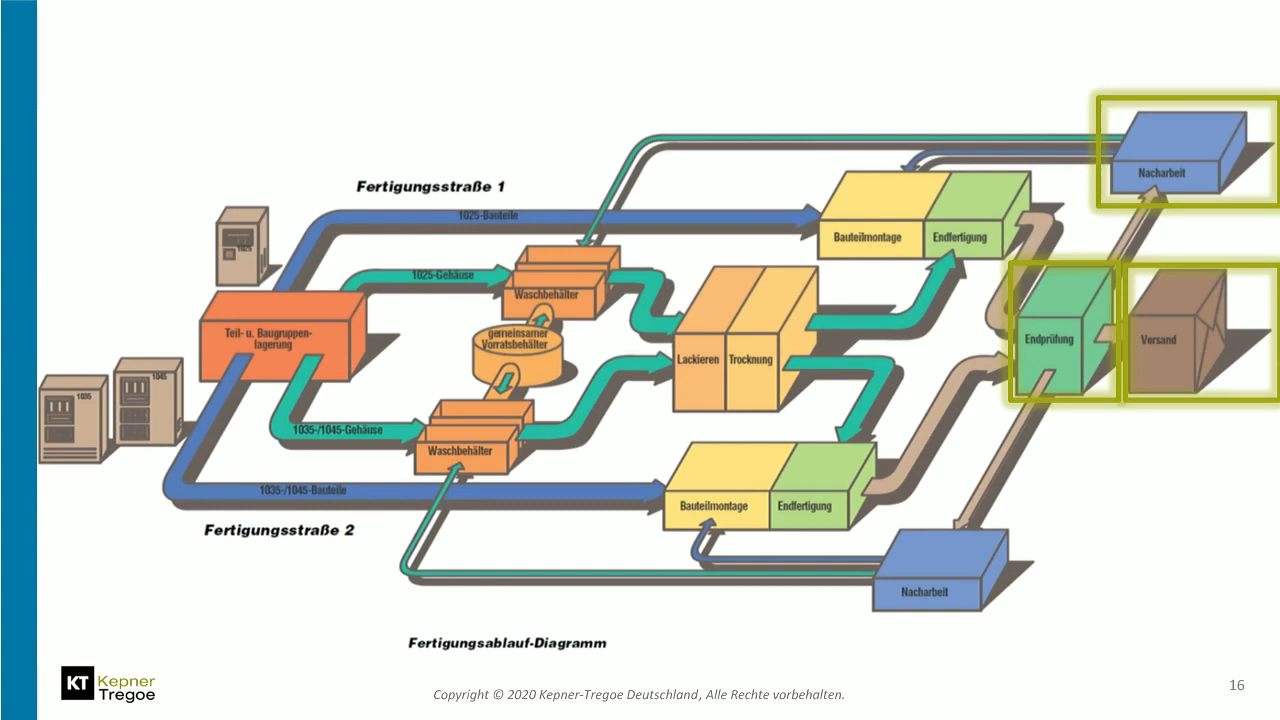 Fertigungsstraße 1
Nacharbeit
1025-Bauteile
1025
Bauteilmontage
Endfertigung
1025-Gehäuse
Waschbehälter
Teil- u. Baugruppen-
lagerung
gemeinsamer
Vorratsbehälter
Lackieren
Trocknung
Endprüfung
Versand
1035
1045
1035-/1045-Gehäuse
Waschbehälter
1035-/1045-Bauteile
Bauteilmontage
Endfertigung
Fertigungsstraße 2
Nacharbeit
Fertigungsablauf-Diagramm
KT Kepner
Tregoe
Copyright © 2020 Kepner-Tregoe Deutschland, Alle Rechte vorbehalten.
16